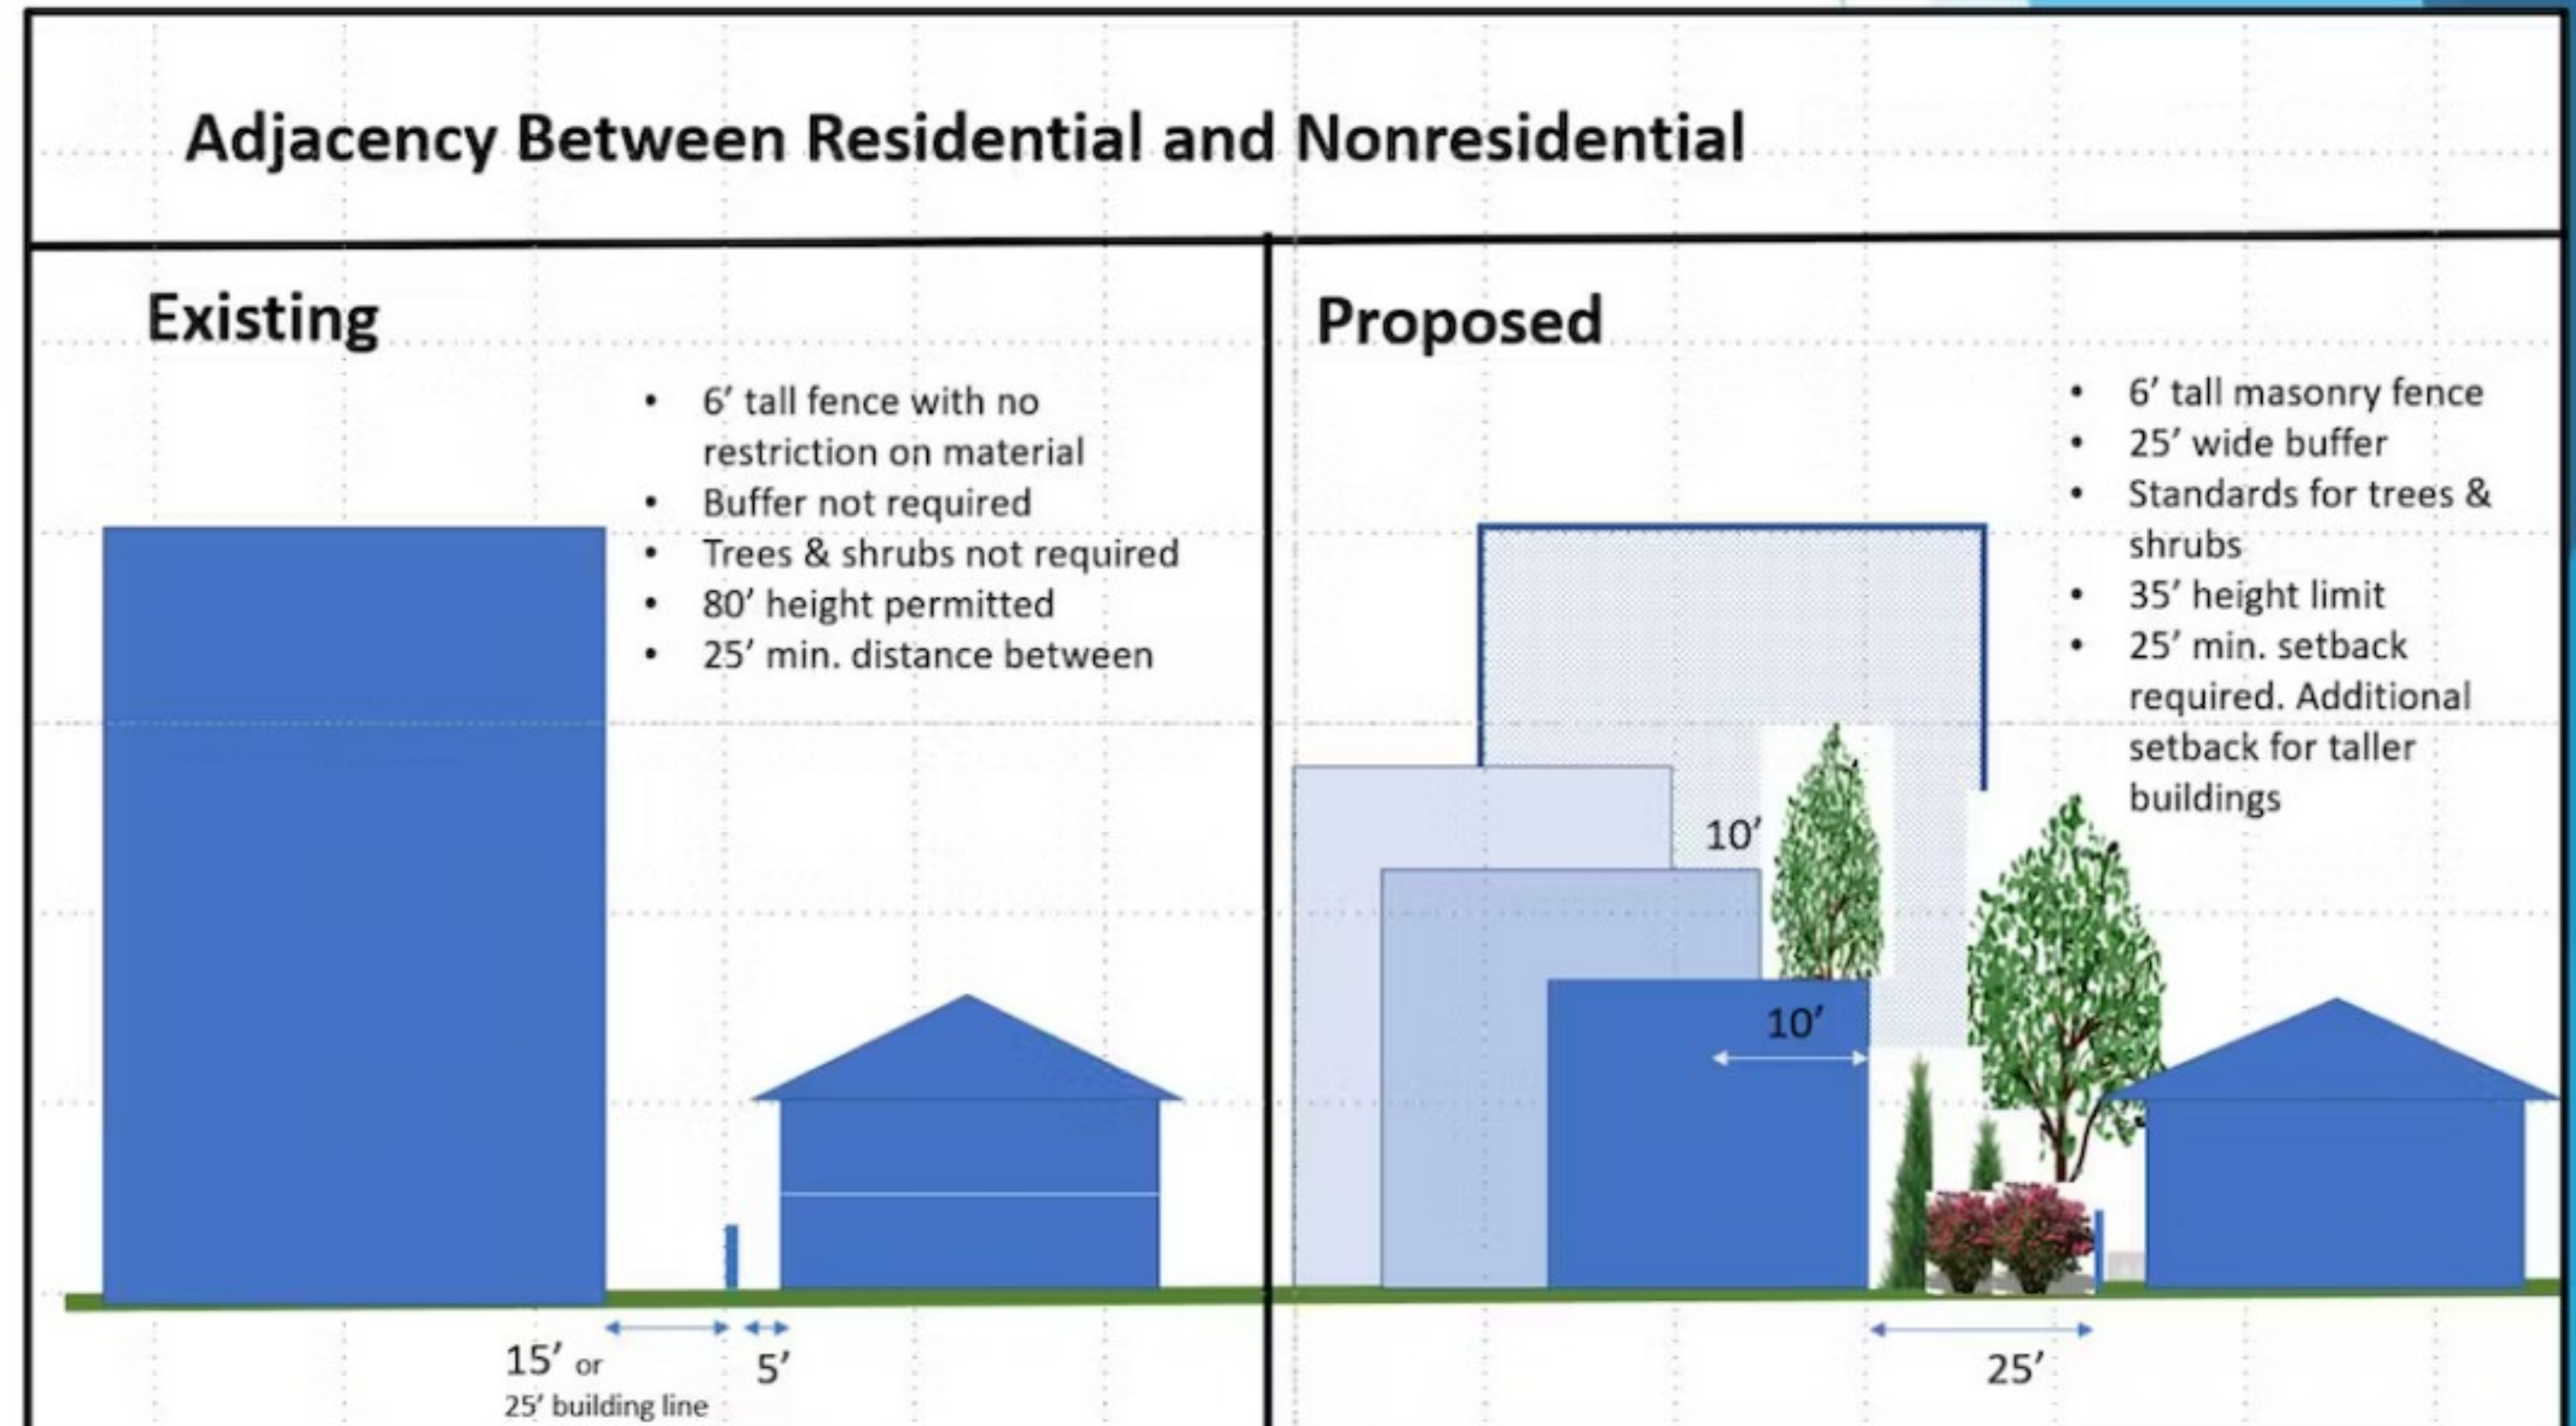 Adjacency Between Residential and Nonresidential
Existing
• 6’ tall fence with no
restriction on material
• Buffer not required
• Trees & shrubs not required
• 80’ height permitted
• 25’ min. distance between
15’ or
25’ building line
5’
Proposed
• 6’ tall masonry fence
• 25’ wide buffer
• Standards for trees &
shrubs
• 35’ height limit
• 25’ min. setback
required. Additional
setback for taller
buildings
10’
10’
25’